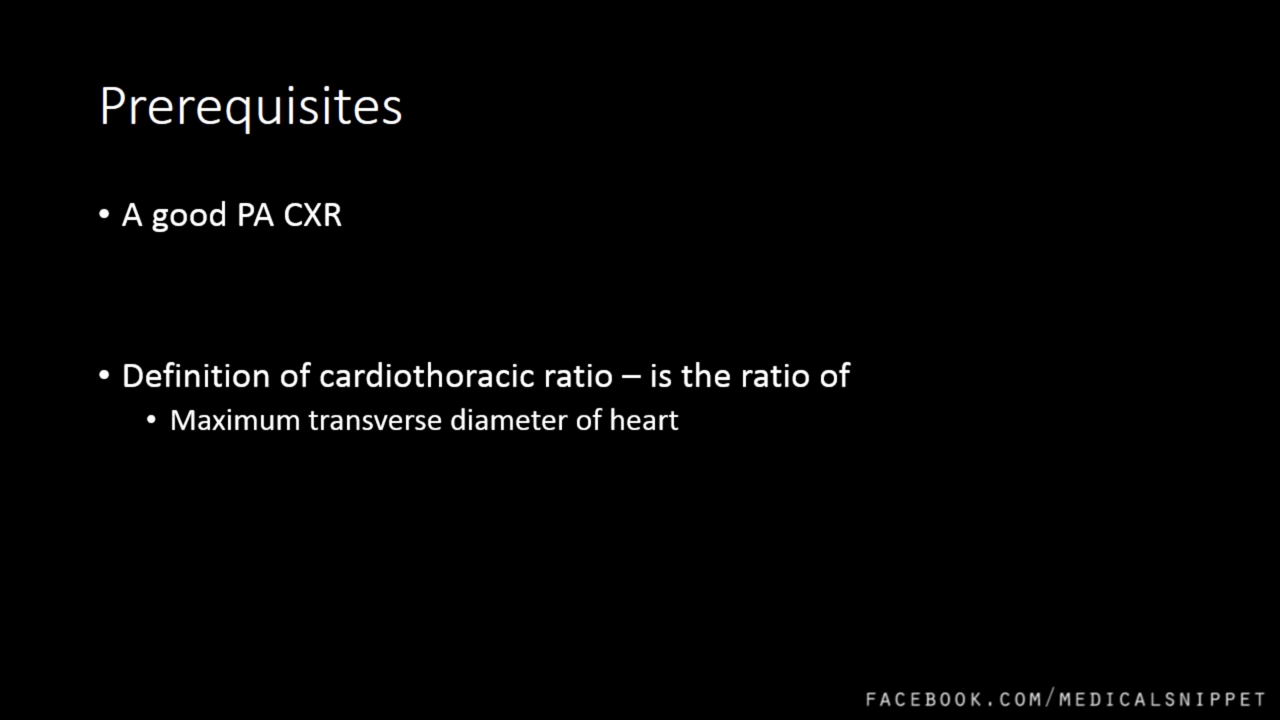 Prerequisites
• A good PA CXR
• Definition of cardiothoracic ratio – is the ratio of
• Maximum transverse diameter of heart
FACEBOOK.COM/MEDICALSNIPPET